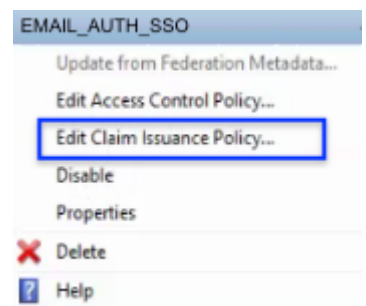 EMAIL_AUTH_SSO
Update from Federation Metadata...
Edit Access Control Policy...
Edit Claim Issuance Policy...
Disable
Properties
Delete
? Help